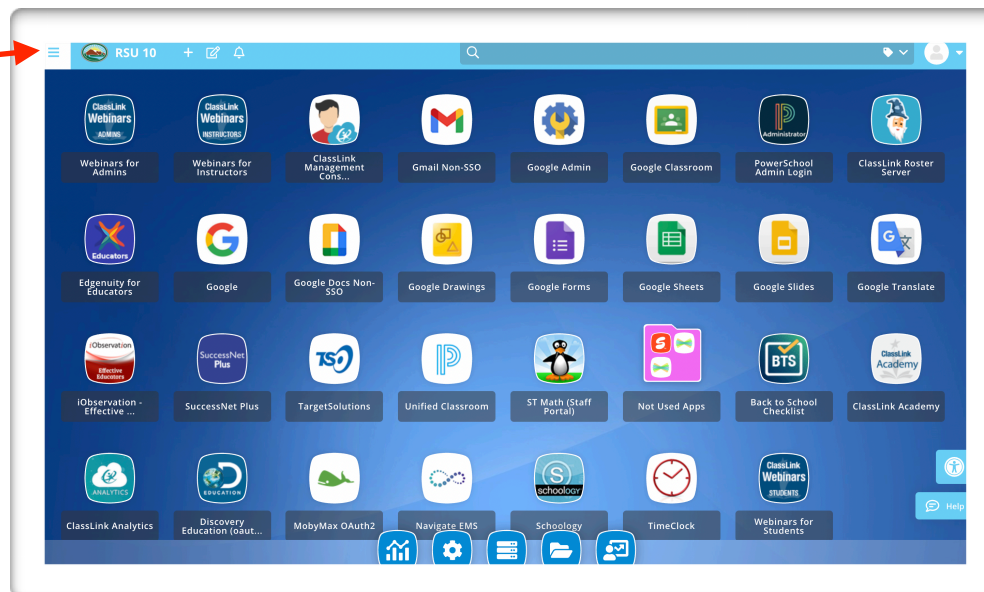 RSU 10
ClassLink
Webinars
ADMINS
Webinars for
Admins
ClassLink
Webinars
INSTRUCTORS
Webinars for
Instructors
ClassLink
Management
Cons...
Gmail Non-SSO
Google Admin
Google Classroom
Administrator
PowerSchool
Admin Login
ClassLink Roster
Server
Educators
Edgenuity for
Educators
Google
Google Docs Non-
SSO
Google Drawings
Google Forms
Google Sheets
Google Slides
G 文
Google Translate
iObservation
Effective
Educators
iObservation -
Effective ...
SuccessNet
Plus
SuccessNet Plus
TSO
TargetSolutions
Unified Classroom
ST Math (Staff
Portal)
Not Used Apps
BTS
Back to School
Checklist
ClassLink
Academy
ClassLink Academy
ANALYTICS
ClassLink Analytics
EDUCATION
Discovery
Education (oaut...
MobyMax OAuth2
Navigate EMS
S
schoology
Schoology
TimeClock
ClassLink
Webinars
STUDENTS
Webinars for
Students
Help